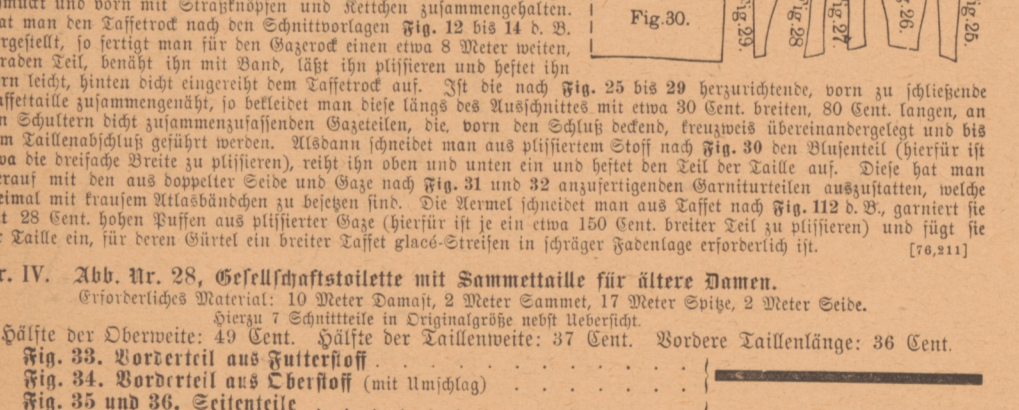 und vorn mit Straßknöpfen und Kettchen zusammengehalten.
man den Taffetrock nach den Schnittvorlagen Fig. 12 bis 14 d. B.
so fertigt man für den Gazerock einen etwa 8 Meter weiten,
Teil, benäht ihn mit Band, läßt ihn plissieren und heftet ihn
leicht, hinten dicht eingereiht dem Taffetrock auf. Ist die nach Fig. 25 bis 29 herzurichtende, vorn zu schließende
zusammengenäht, so bekleidet man diese längs des Ausschnittes mit etwa 30 Cent. breiten, 80 Cent. langen, an
Schultern dicht zusammenzufassenden Gazeteilen, die, vorn den Schluß deckend, kreuzweis übereinandergelegt und bis
Taillenabschluß geführt werden. Alsdann schneidet man aus plissiertem Stoff nach Fig. 30 den Blusenteil (hierfür ist
die dreifache Breite zu plissieren), reiht ihn oben und unten ein und heftet den Teil der Taille auf. Diese hat man
mit den aus doppelter Seide und Gaze nach Fig. 31 und 32 anzufertigenden Garniturteilen auszustatten, welche
mit krausem Atlasbändchen zu besetzen sind. Die Aermel schneidet man aus Taffet nach Fig. 112 d. B., garniert sie
28 Cent. hohen Puffen aus plissierter Gaze (hierfür ist je ein etwa 150 Cent. breiter Teil zu plissieren) und fügt sie
Taille ein, für deren Gürtel ein breiter Taffet glacé-Streifen in schräger Fadenlage erforderlich ist. [76,211]
Fig. 30.
Fig. 29
Fig. 28
Fig. 27.
26.
Fig. 25.
IV. Abb. Nr. 28, Gesellschaftstoilette mit Sammettaille für ältere Damen.
Erforderliches Material: 10 Meter Damast, 2 Meter Sammet, 17 Meter Spitze, 2 Meter Seide.
Hierzu 7 Schnittteile in Originalgröße nebst Uebersicht.
Hälfte der Oberweite: 49 Cent. Hälfte der Taillenweite: 37 Cent. Vordere Taillenlänge: 36 Cent.
Fig. 33. Vorderteil aus Futterstoff
Fig. 34. Vorderteil aus Oberstoff (mit Umschlag)
Fig. 35 und 36. Seitenteile